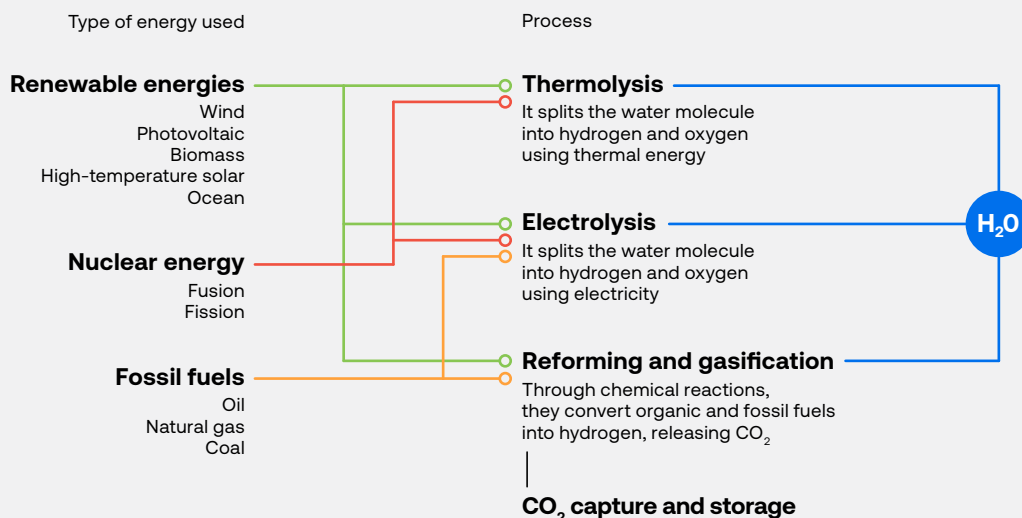 Type of energy used
Process
Renewable energies
Wind
Photovoltaic
Biomass
High-temperature solar
Ocean
Nuclear energy
Fusion
Fission
Fossil fuels
Oil
Natural gas
Coal
Thermolysis
It splits the water molecule
into hydrogen and oxygen
using thermal energy
Electrolysis
It splits the water molecule
into hydrogen and oxygen
using electricity
Reforming and gasification
Through chemical reactions,
they convert organic and fossil fuels
into hydrogen, releasing CO₂
CO₂ capture and storage
H₂0